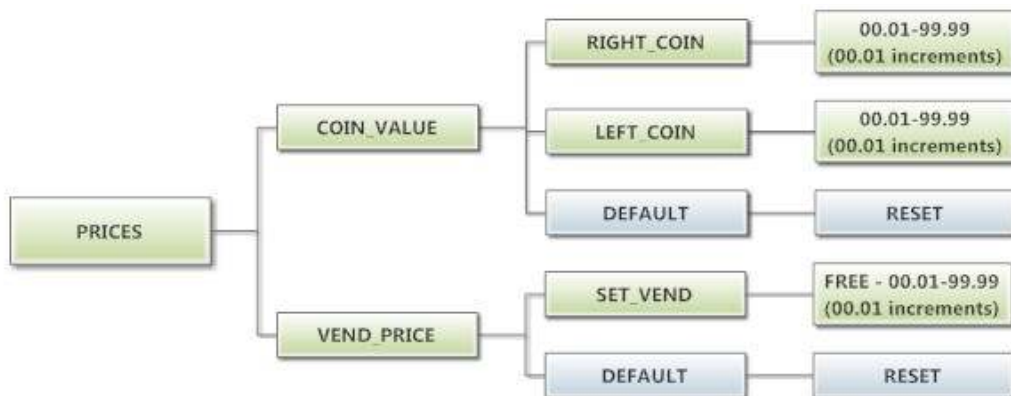 RIGHT_COIN
00.01-99.99
(00.01 increments)
COIN_VALUE
LEFT_COIN
00.01-99.99
(00.01 increments)
DEFAULT
RESET
PRICES
SET_VEND
FREE - 00.01-99.99
(00.01 increments)
VEND_PRICE
DEFAULT
RESET